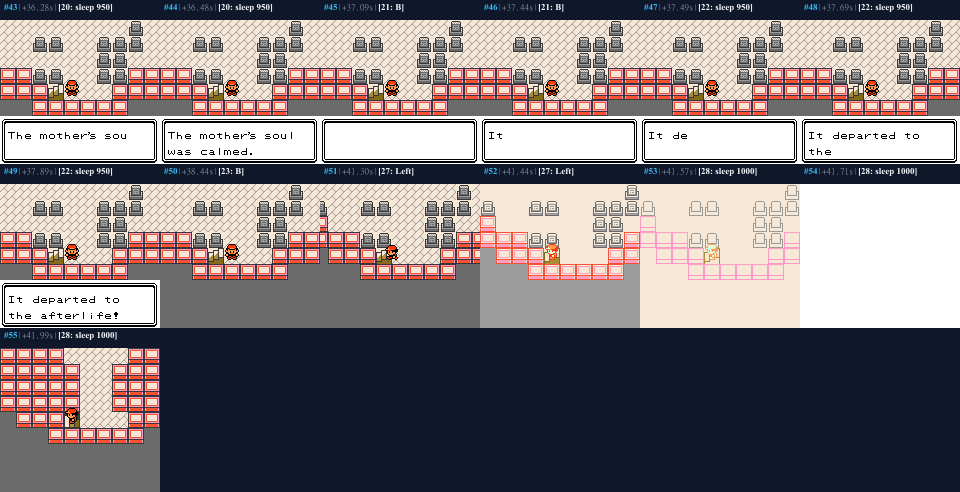 #43|+36.28s| [20: sleep 950]
#44|+36.48s| [20: sleep 950]
#45|+37.09s| [21: B]
#46|+37.44s| [21: B]
#47|+37.49s| [22: sleep 950]
#48|+37.69s| [22: sleep 950]
The mother's sou
The mother's soul
was calmed.
It
It de
It departed to
the
#49|+37.89s| [22: sleep 950]
#50|+38.44s| [23: B]
#51|+41.30s| [27: Left]
#52|+41.44s| [27: Left]
#53|+41.57s| [28: sleep 1000]
#54|+41.71s| [28: sleep 1000]
It departed to
the afterlife!
#55|+41.99s| [28: sleep 1000]